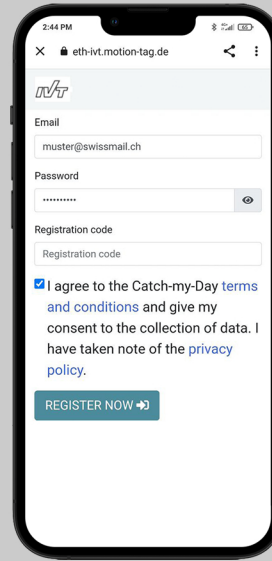 2:44 PM
eth-ivt.motion-tag.de
IVT
Email
muster@swissmail.ch
Password
••••••••••
Registration code
Registration code
I agree to the Catch-my-Day terms
and conditions and give my
consent to the collection of data. I
have taken note of the privacy
policy.
REGISTER NOW